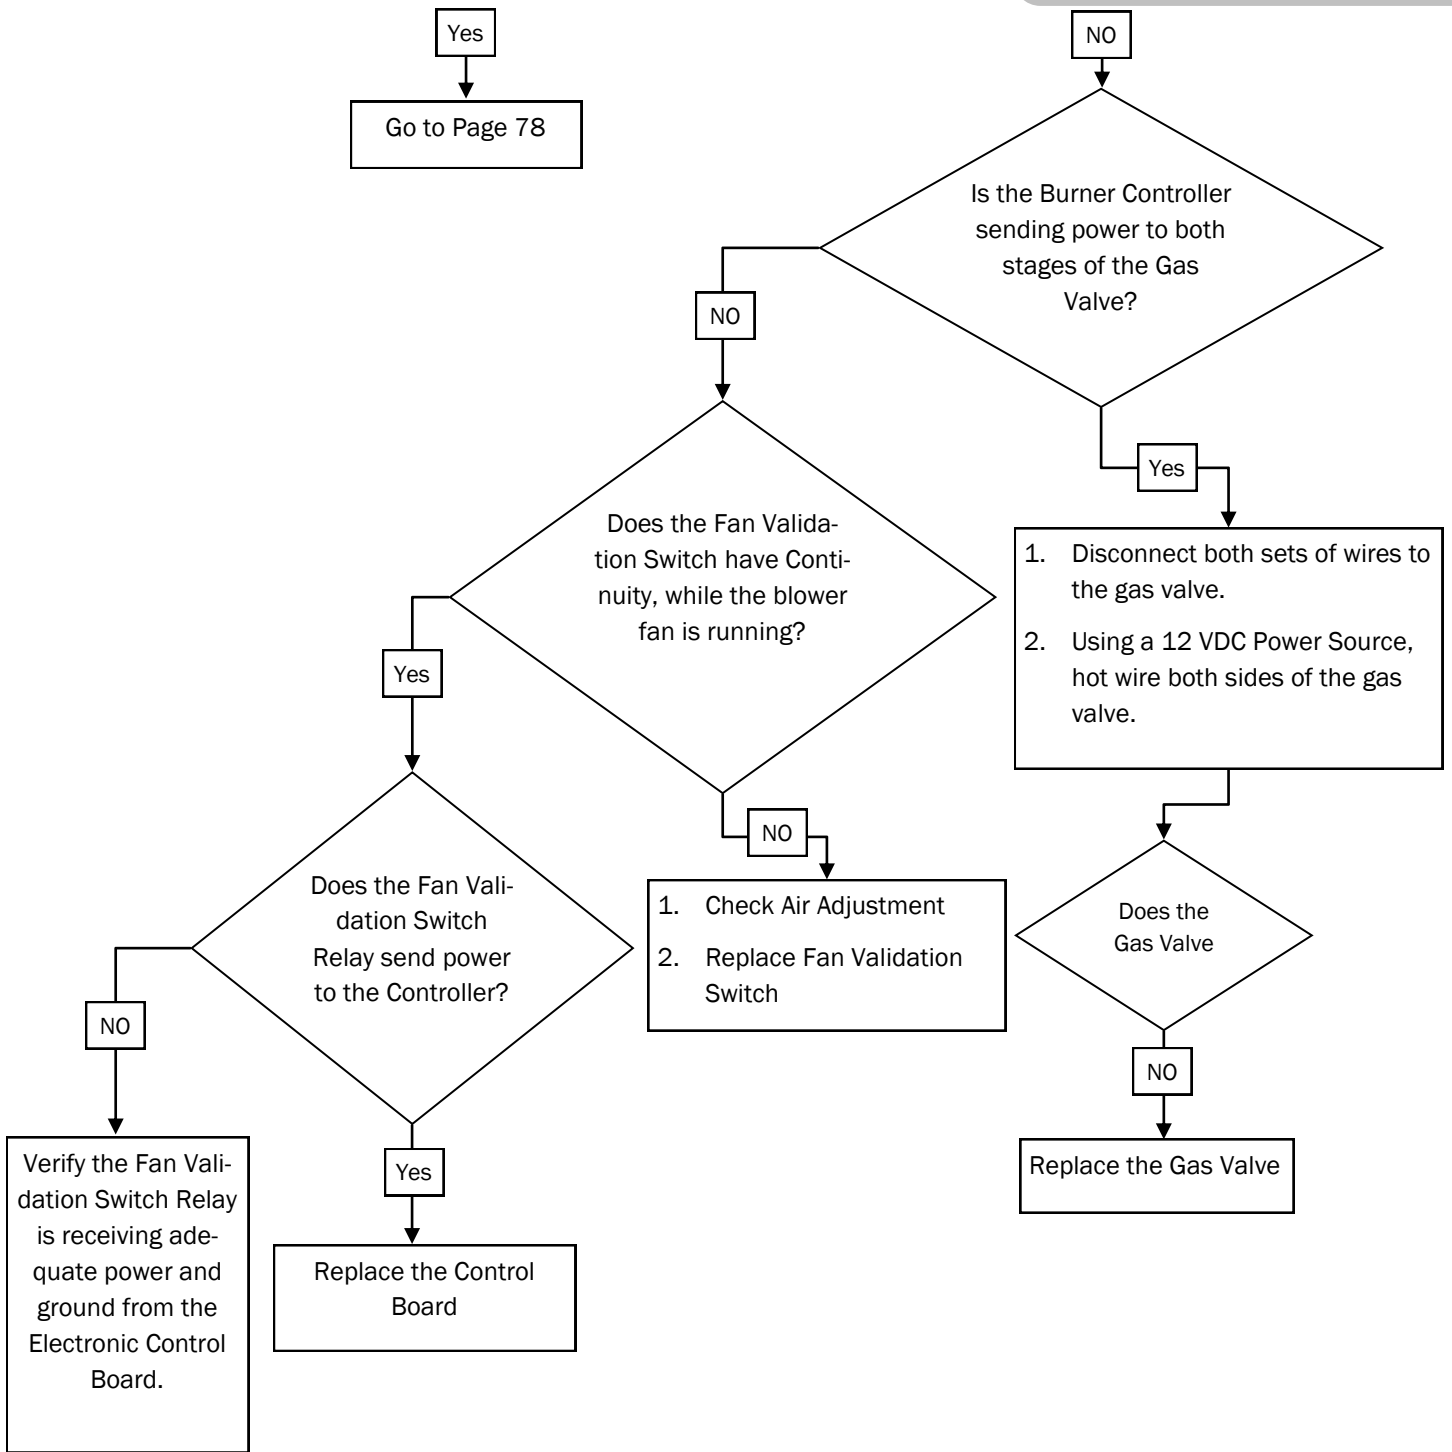 Yes
NO
Go to Page 78
Is the Burner Controller
sending power to both
stages of the Gas
Valve?
NO
Yes
Does the Fan Valida-
tion Switch have Conti-
nuity, while the blower
fan is running?
1. Disconnect both sets of wires to
the gas valve.
2. Using a 12 VDC Power Source,
hot wire both sides of the gas
valve.
Yes
NO
Does the Fan Vali-
dation Switch
Relay send power
to the Controller?
1. Check Air Adjustment
2. Replace Fan Validation
Switch
Does the
Gas Valve
NO
NO
Yes
Replace the Gas Valve
Verify the Fan Vali-
dation Switch Relay
is receiving ade-
quate power and
ground from the
Electronic Control
Board.
Replace the Control
Board